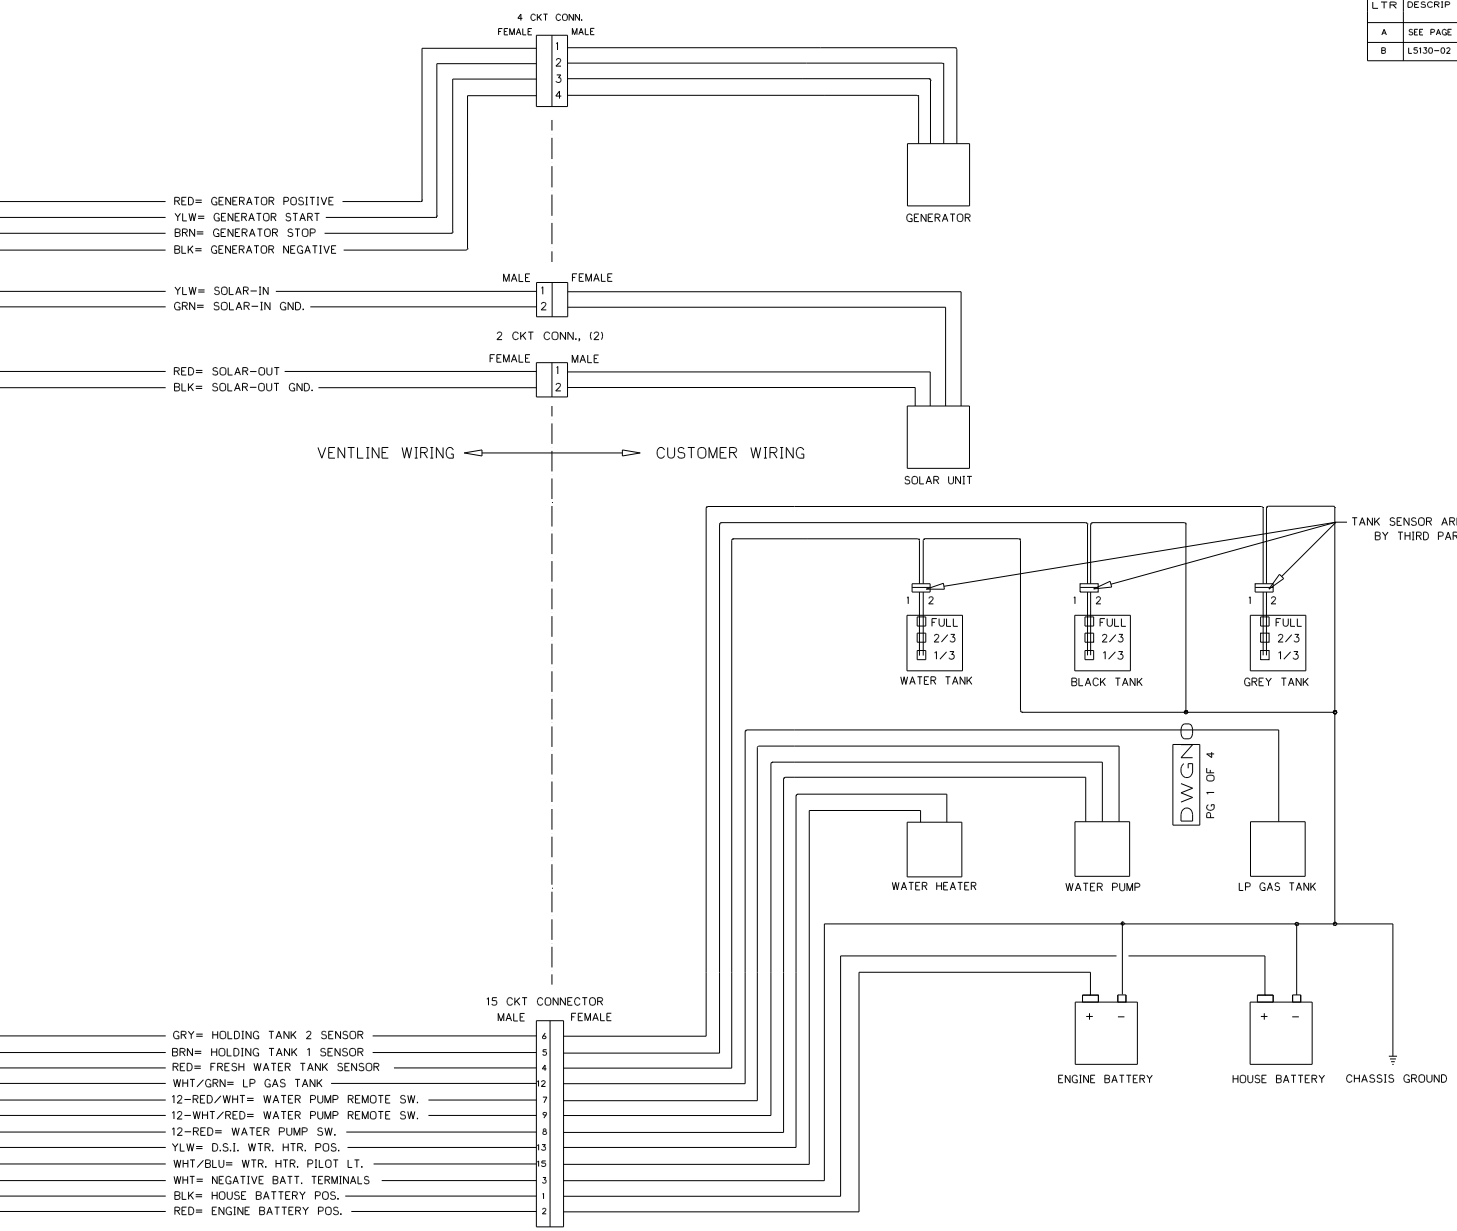 LTR DESCRIP
A SEE PAGE
B L5130-02
4 CKT CONN.
FEMALE MALE
1
2
3
4
RED= GENERATOR POSITIVE
YLW= GENERATOR START
BRN= GENERATOR STOP
BLK= GENERATOR NEGATIVE
GENERATOR
MALE FEMALE
YLW= SOLAR-IN 1
GRN= SOLAR-IN GND. 2
2 CKT CONN., (2)
FEMALE MALE
RED= SOLAR-OUT 1
BLK= SOLAR-OUT GND. 2
VENTLINE WIRING CUSTOMER WIRING
SOLAR UNIT
TANK SENSOR
BY THIRD
1 2 1 2 1 2
FULL FULL FULL
2/3 2/3 2/3
1/3 1/3 1/3
WATER TANK BLACK TANK GREY TANK
DWGNO
PG 1 OF 4
WATER HEATER WATER PUMP LP GAS TANK
15 CKT CONNECTOR
MALE FEMALE
GRY= HOLDING TANK 2 SENSOR 6
BRN= HOLDING TANK 1 SENSOR 5
RED= FRESH WATER TANK SENSOR 4
WHT/GRN= LP GAS TANK 12
12-RED/WHT= WATER PUMP REMOTE SW. 7
12-WHT/RED= WATER PUMP REMOTE SW. 9
12-RED= WATER PUMP SW. 8
YLW= D.S.I. WTR. HTR. POS. 13
WHT/BLU= WTR. HTR. PILOT LT. 15
WHT= NEGATIVE BATT. TERMINALS 3
BLK= HOUSE BATTERY POS. 1
RED= ENGINE BATTERY POS. 2
+ - + -
ENGINE BATTERY HOUSE BATTERY CHASSIS GROUND